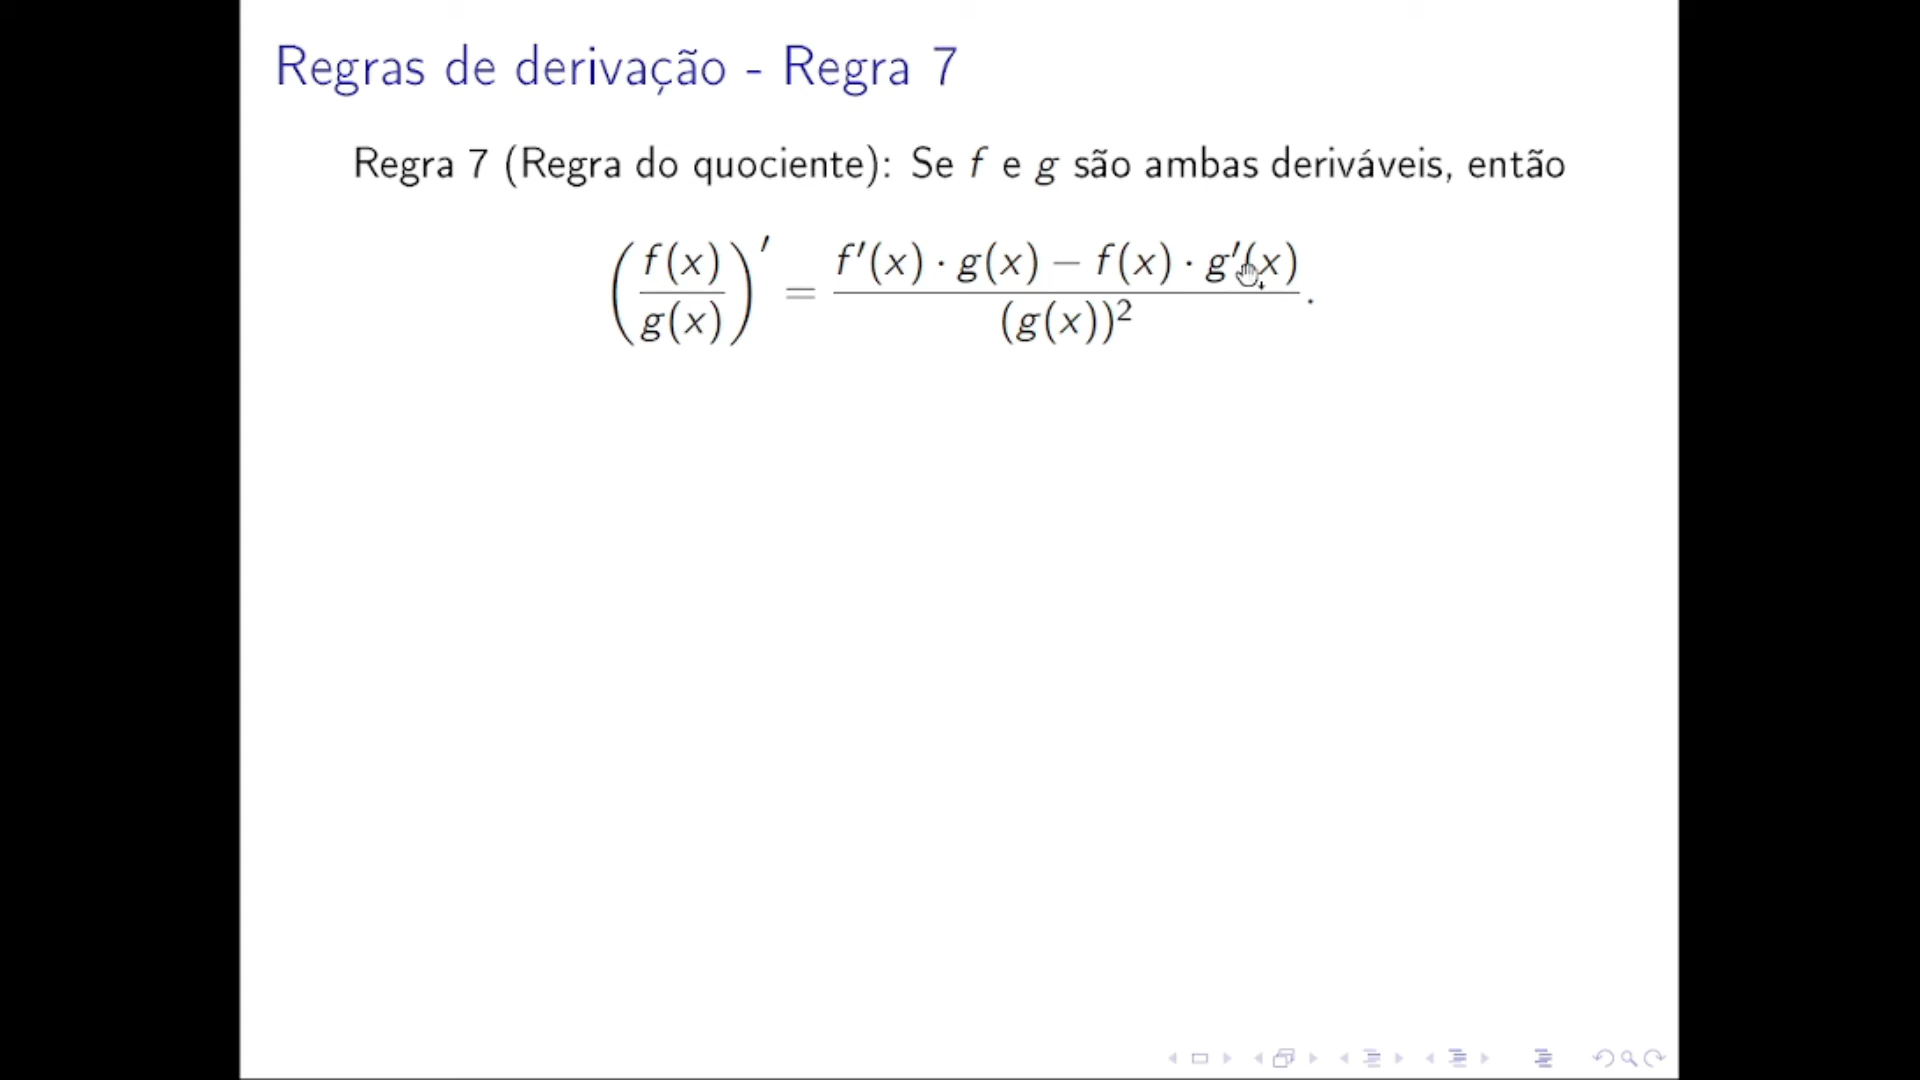 Regras de derivação - Regra 7
Regra 7 (Regra do quociente): Se f e g são ambas deriváveis, então
(f(x)/g(x))′ = (f′(x) · g(x) − f(x) · g′(x))/(g(x))².